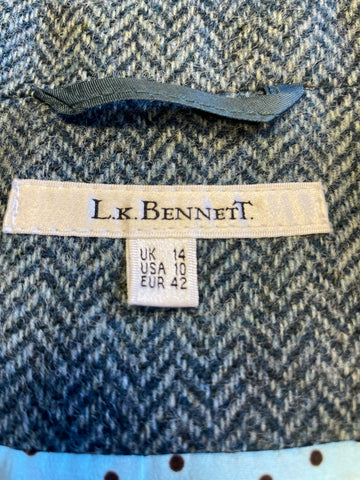 L.K.BENNETT.
UK 14
USA 10
EUR 42